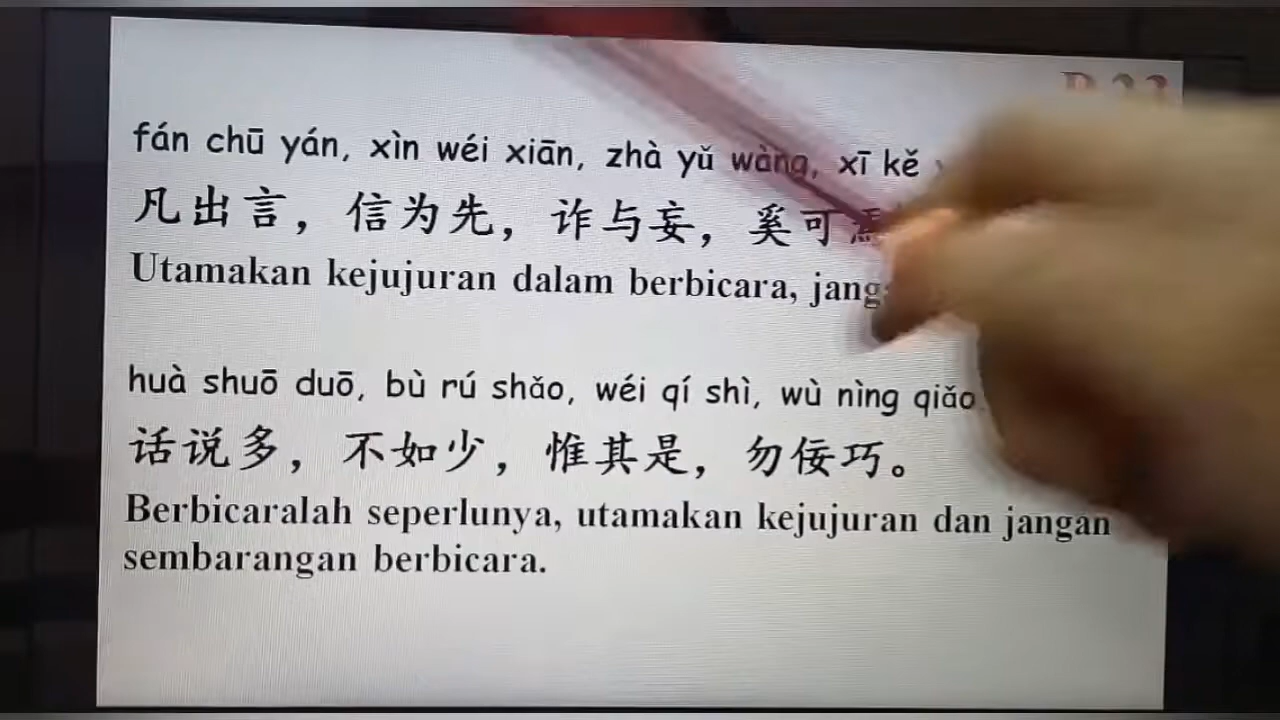 P.23
fán chū yán, xìn wéi xiān, zhà yǔ wàng, xī kě
凡出言，信为先，诈与妄，奚可
Utamakan kejujuran dalam berbicara,
huà shuō duō, bù rú shǎo, wéi qí shì, wù nìng qiǎo
话说多，不如少，惟其是，勿佞巧。
Berbicaralah seperlunya, utamakan kejujuran dan jangan
sembarangan berbicara.